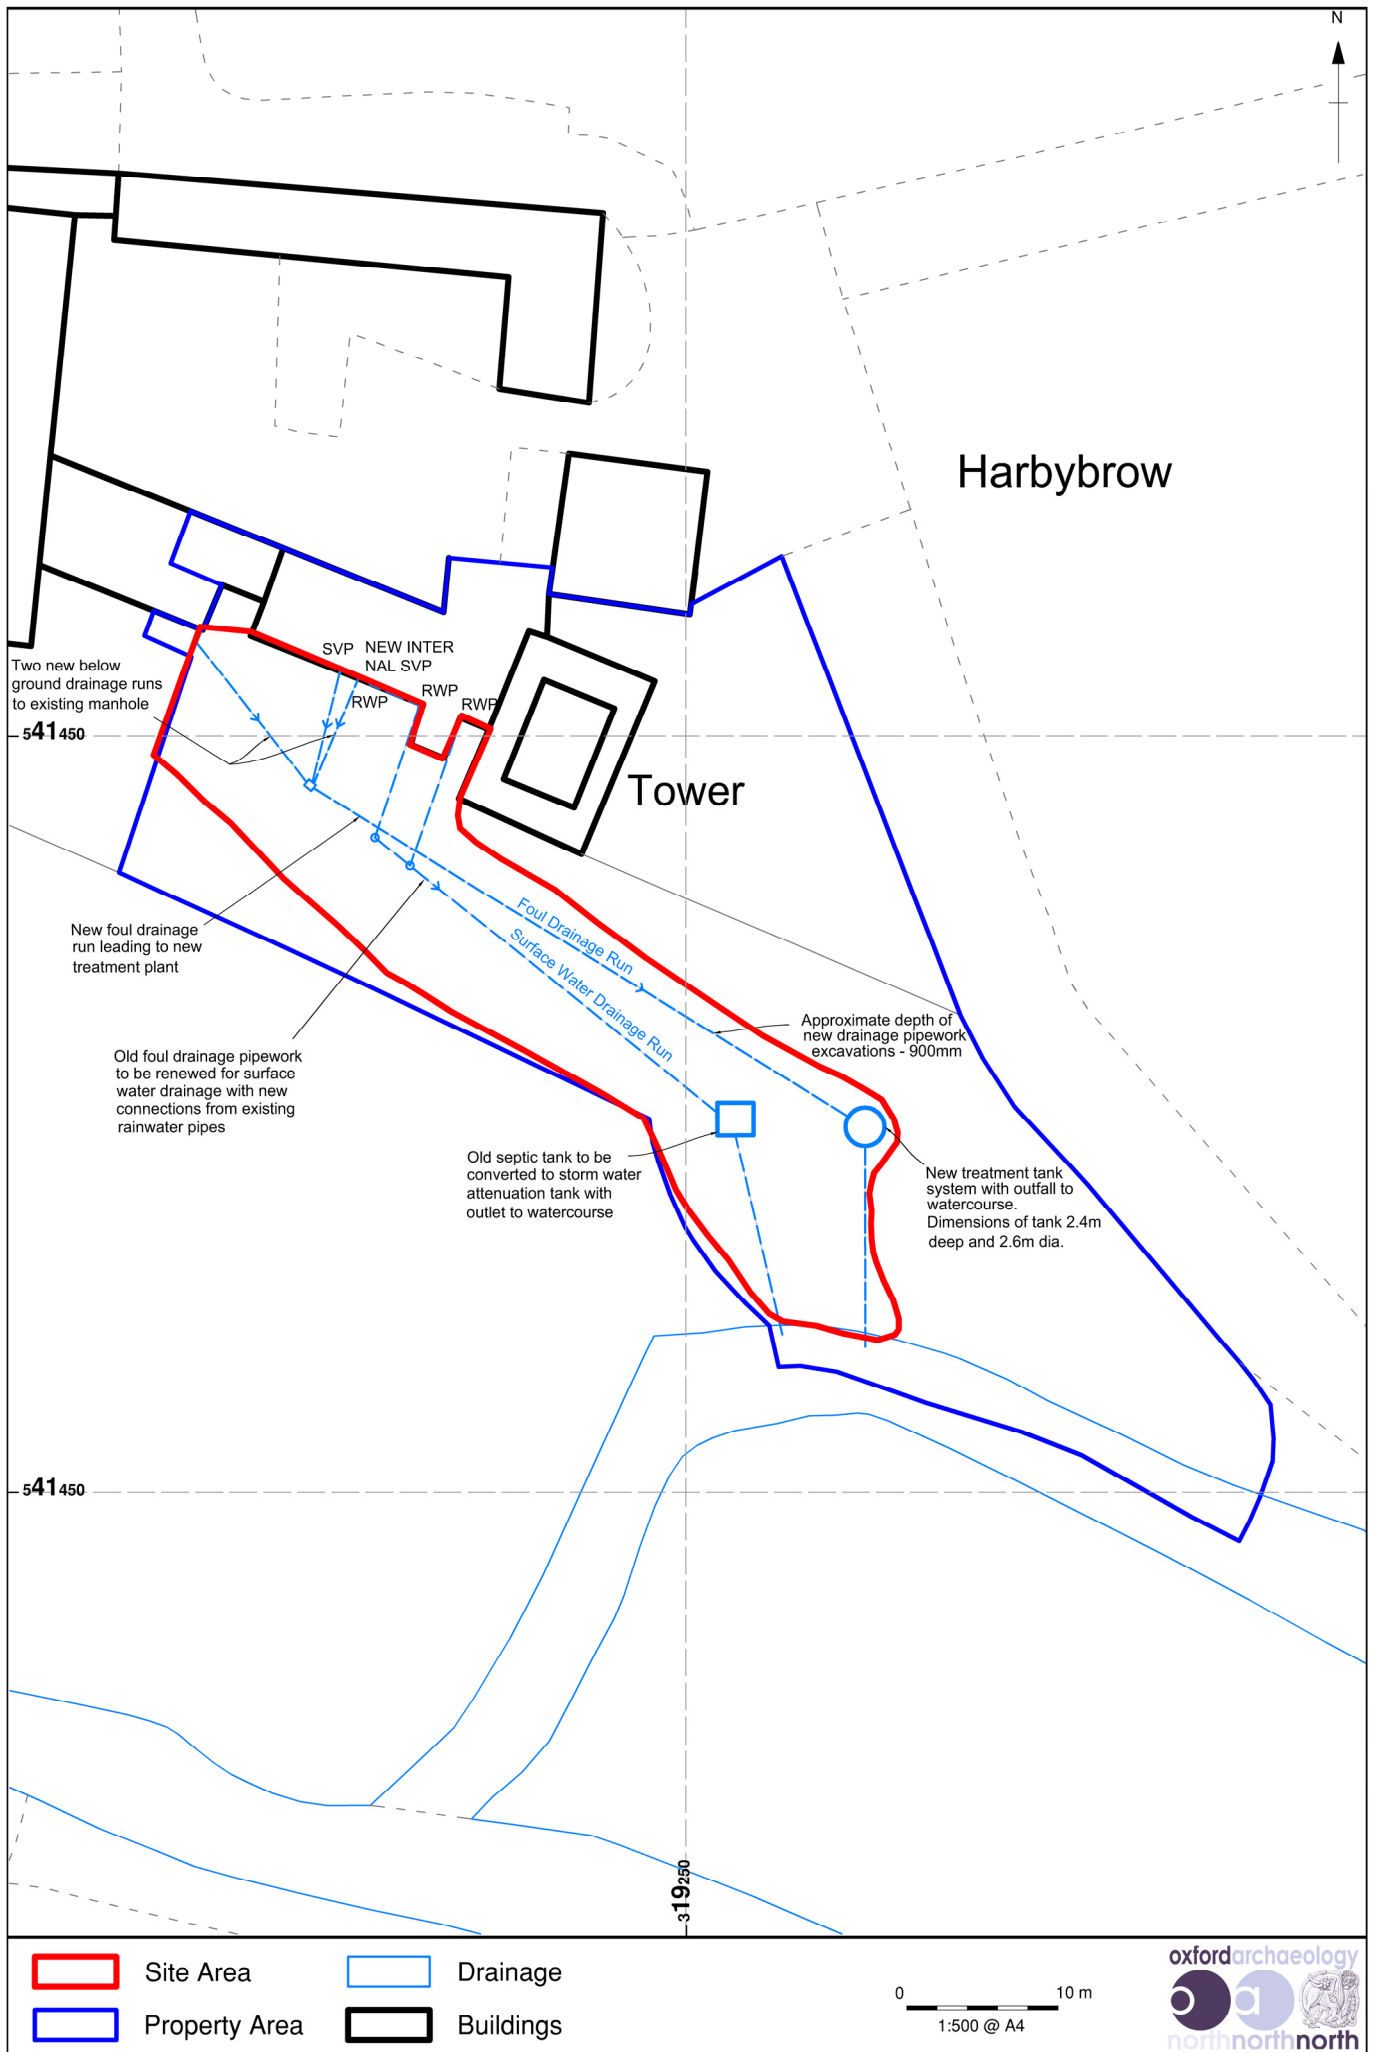 N
Harbybrow
SVP
NEW INTER
NAL SVP
RWP
RWP
RWP
Two new below
ground drainage runs
to existing manhole
541450
Tower
New foul drainage
run leading to new
treatment plant
Foul Drainage Run
Surface Water Drainage Run
Approximate depth of
new drainage pipework
excavations - 900mm
Old foul drainage pipework
to be renewed for surface
water drainage with new
connections from existing
rainwater pipes
Old septic tank to be
converted to storm water
attenuation tank with
outlet to watercourse
New treatment tank
system with outfall to
watercourse.
Dimensions of tank 2.4m
deep and 2.6m dia.
541450
319250
Site Area
Drainage
Property Area
Buildings
0
10 m
1:500 @ A4
oxfordarchaeology
o a
northnorthnorth